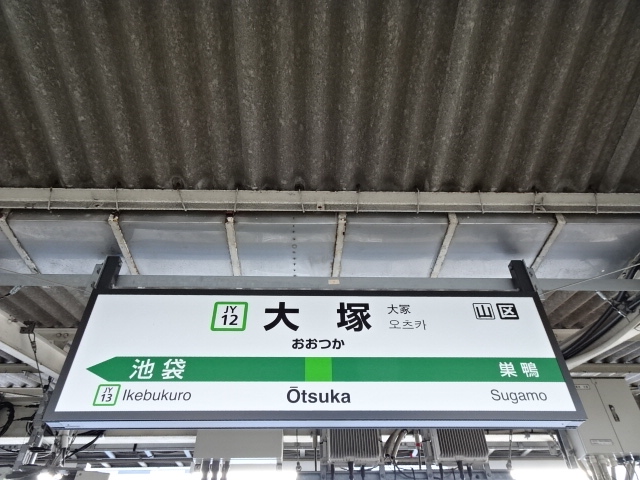 JY
12
大塚
大冢
오츠카
山区
おおつか
池袋
巣鴨
JY
13
Ikebukuro
Ōtsuka
Sugamo